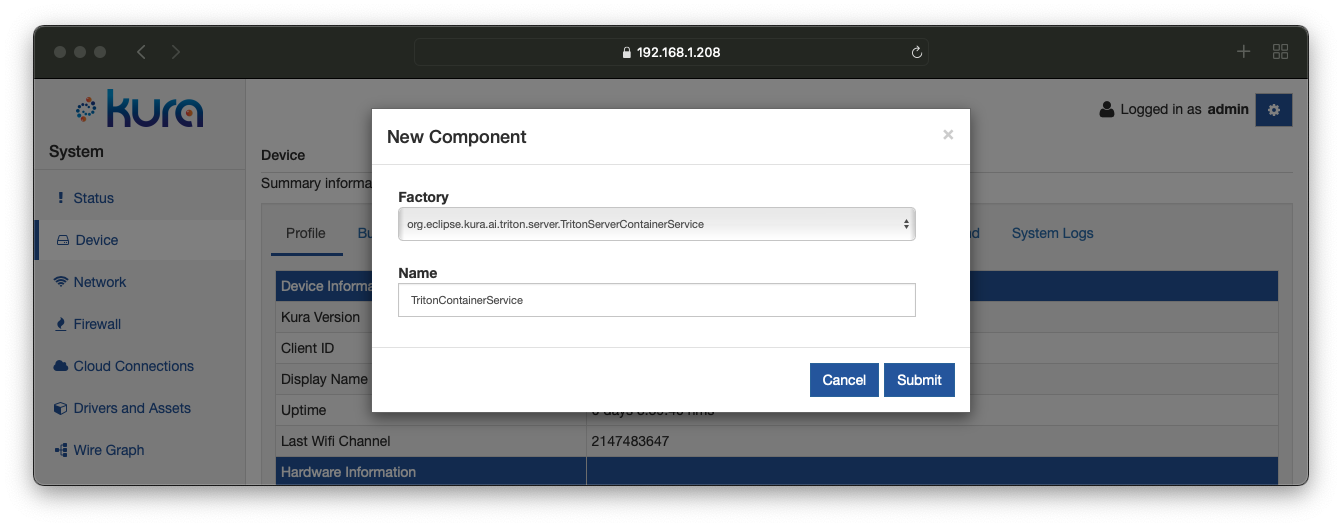 192.168.1.208
kura
Logged in as admin
New Component
System
Device
Summary informa
Factory
org.eclipse.kura.ai.triton.server.TritonServerContainerService
Status
Device
Network
Firewall
Cloud Connections
Drivers and Assets
Wire Graph
Profile
Bu
d
System Logs
Name
TritonContainerService
Cancel
Submit
Device Informa
Kura Version
Client ID
Display Name
Uptime
Last Wifi Channel 2147483647
Hardware Information